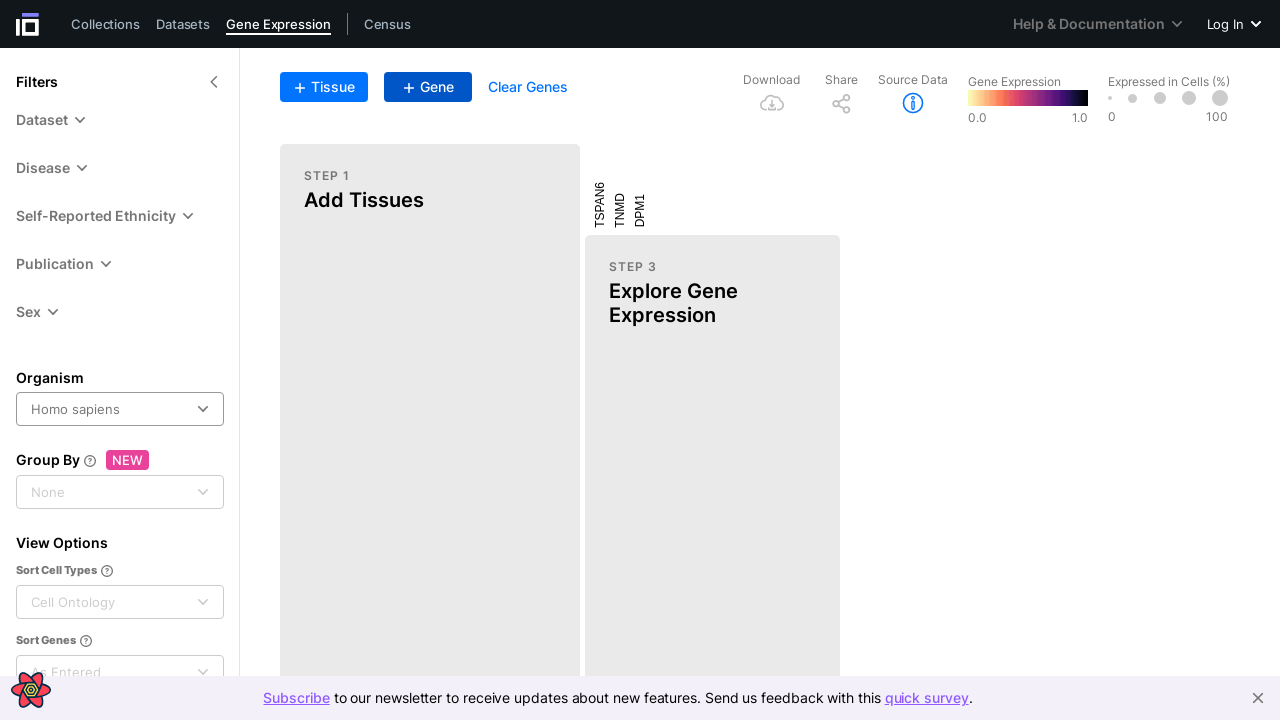 Collections Datasets Gene Expression Census Help & Documentation Log In
Filters
Dataset
Disease
Self-Reported Ethnicity
Publication
Sex
Organism
Homo sapiens
Group By NEW
None
View Options
Sort Cell Types
Cell Ontology
Sort Genes
As Entered
+ Tissue + Gene Clear Genes
Download Share Source Data
Gene Expression
0.0 1.0
Expressed in Cells (%)
0 100
STEP 1
Add Tissues
TSPAN6
TNMD
DPM1
STEP 3
Explore Gene
Expression
Subscribe to our newsletter to receive updates about new features. Send us feedback with this quick survey.